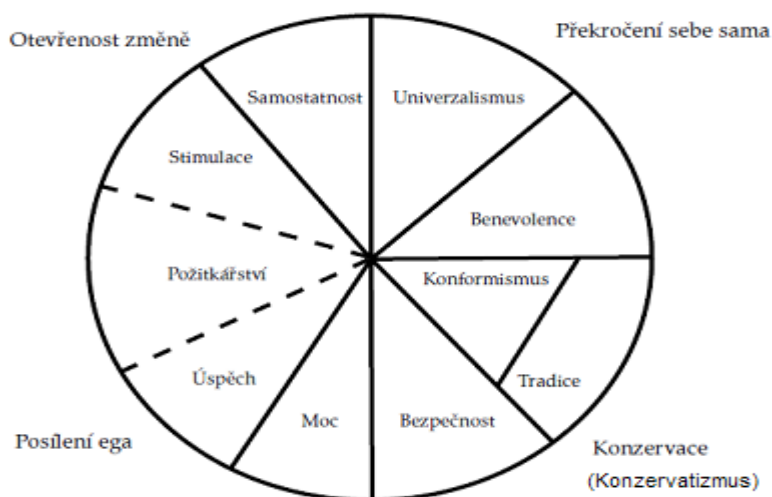 Otevřenost změně
Překročení sebe sama
Samostatnost
Univerzalismus
Stimulace
Benevolence
Požitkářství
Konformismus
Úspěch
Tradice
Moc
Bezpečnost
Posílení ega
Konzervace
(Konzervatizmus)